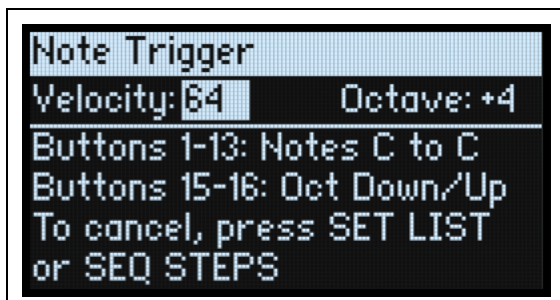 Note Trigger
Velocity: 64 Octave: +4
Buttons 1-13: Notes C to C
Buttons 15-16: Oct Down/Up
To cancel, press SET LIST
or SEQ STEPS